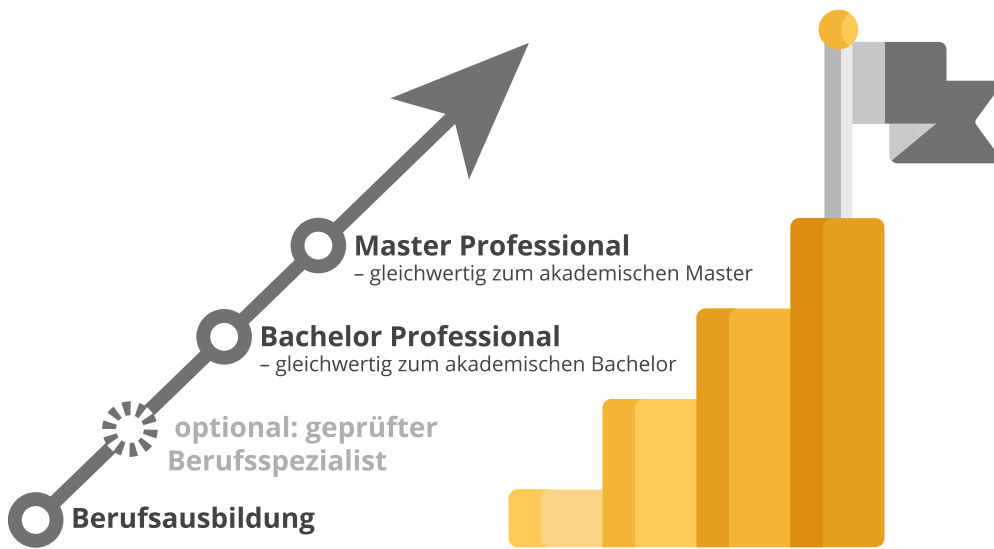 Master Professional
– gleichwertig zum akademischen Master
Bachelor Professional
– gleichwertig zum akademischen Bachelor
optional: geprüfter
Berufsspezialist
Berufsausbildung